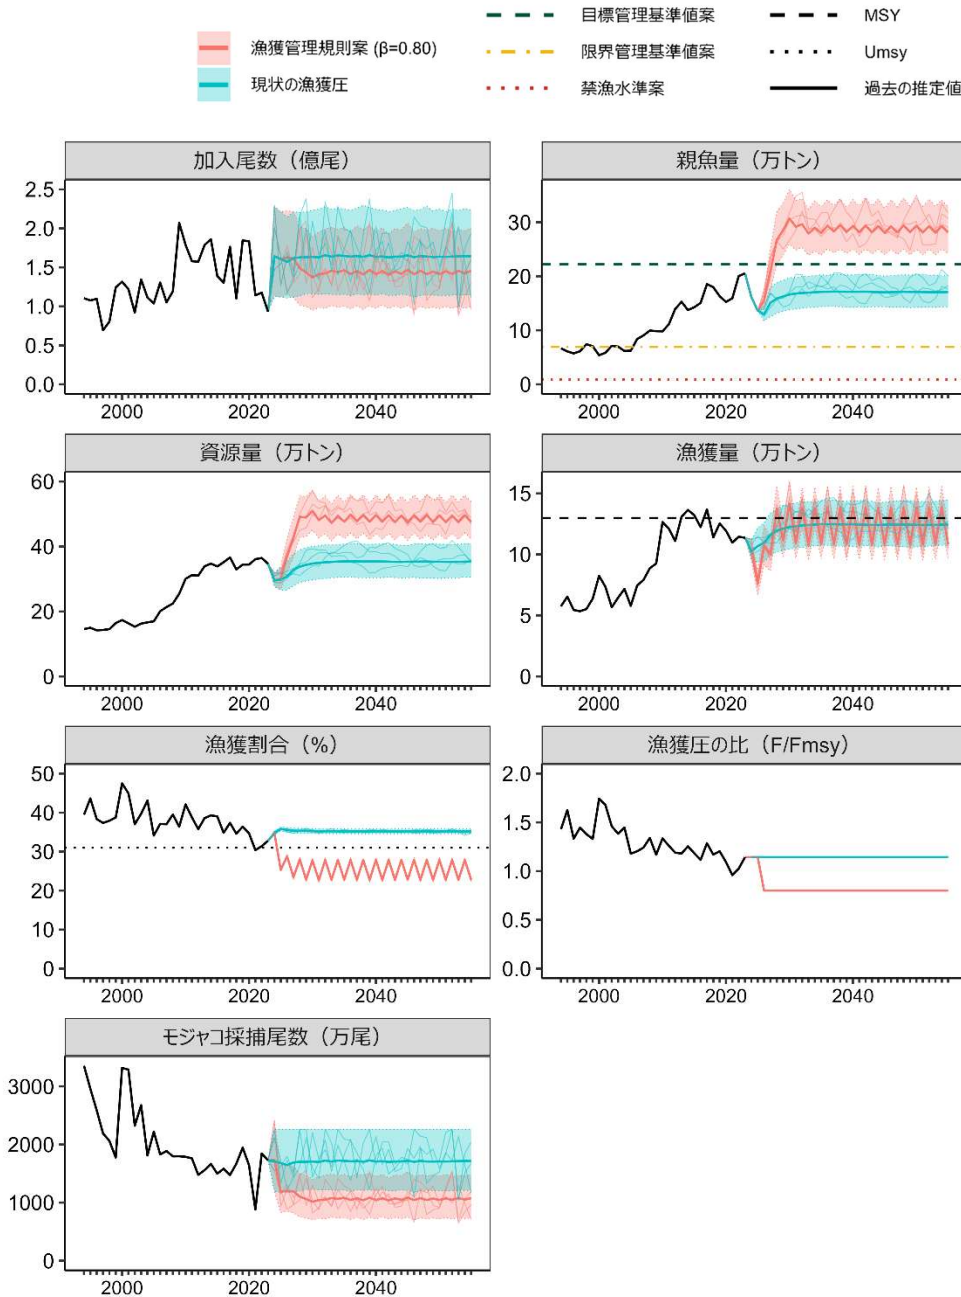 漁獲管理規則案 (β=0.80)
現状の漁獲圧
目標管理基準値案
限界管理基準値案
禁漁水準案
MSY
Umsy
過去の推定値
加入尾数（億尾）
2.5
2.0
1.5
1.0
0.5
0.0
2000 2020 2040
親魚量（万トン）
30
20
10
0
2000 2020 2040
資源量（万トン）
60
40
20
0
2000 2020 2040
漁獲量（万トン）
15
10
5
0
2000 2020 2040
漁獲割合（%）
50
40
30
20
10
0
2000 2020 2040
漁獲圧の比（F/Fmsy）
2.0
1.5
1.0
0.5
0.0
2000 2020 2040
モジャコ採捕尾数（万尾）
3000
2000
1000
0
2000 2020 2040